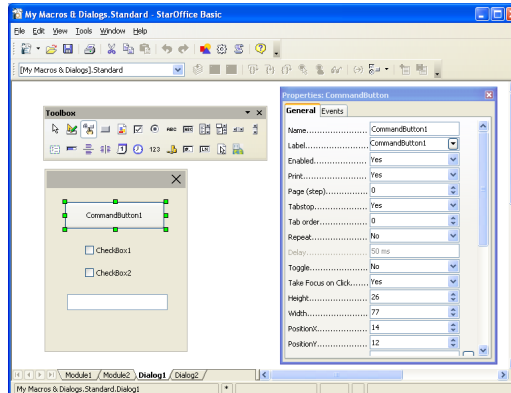 My Macros & Dialogs.Standard - StarOffice Basic
File Edit View Tools Window Help
[My Macros & Dialogs].Standard
Toolbox
ABC
123
CommandButton1
CheckBox1
CheckBox2
Properties: CommandButton
General Events
Name CommandButton1
Label CommandButton1
Enabled Yes
Print Yes
Page (step) 0
Tabstop Yes
Tab order 0
Repeat No
Delay 50 ms
Toggle No
Take Focus on Click Yes
Height 26
Width 77
PositionX 14
PositionY 12
Module1 Module2 Dialog1 Dialog2
My Macros & Dialogs.Standard.Dialog1 *